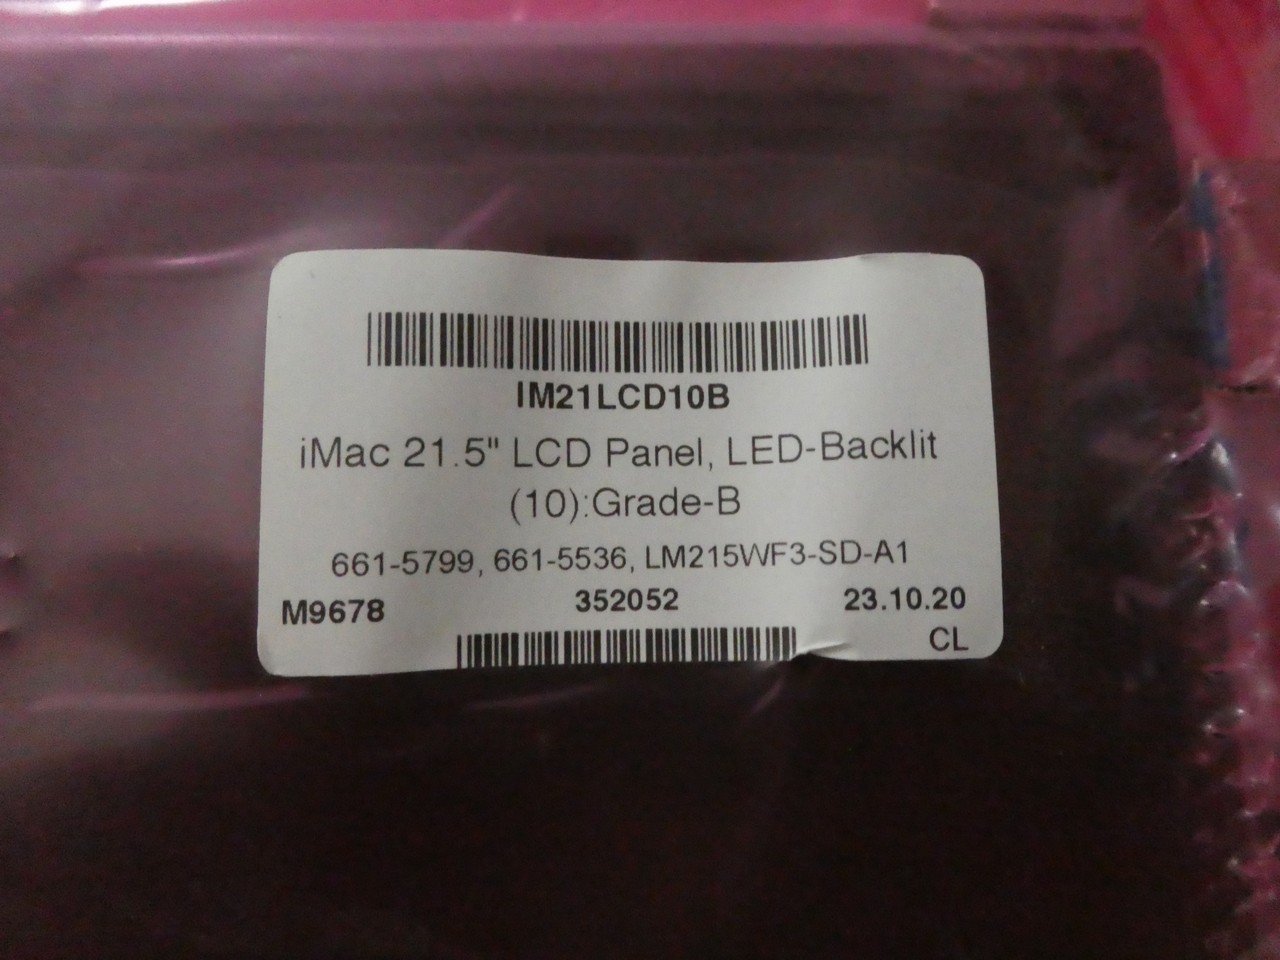 IM21LCD10B
iMac 21.5" LCD Panel, LED-Backlit
(10):Grade-B
661-5799, 661-5536, LM215WF3-SD-A1
M9678 352052 23.10.20
CL